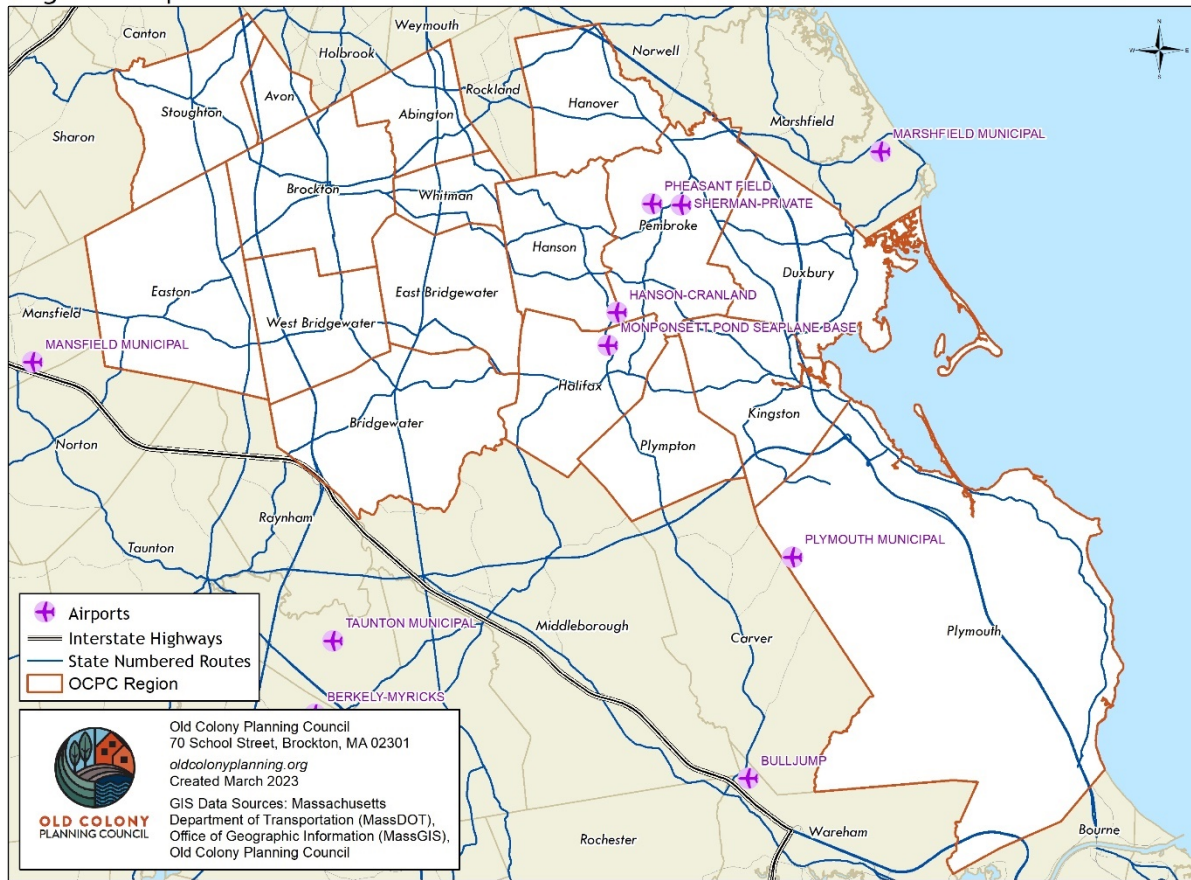 Canton
Weymouth
Holbrook
Norwell
N
W
E
S
Rockland
Avon
Hanover
Stoughton
Abington
Marshfield
Sharon
MARSHFIELD MUNICIPAL
Brockton
Whitman
PHEASANT FIELD
SHERMAN-PRIVATE
Pembroke
Hanson
Duxbury
Easton
East Bridgewater
HANSON-CRANLAND
Mansfield
West Bridgewater
MONPONSETT POND SEAPLANE BASE
MANSFIELD MUNICIPAL
Halifax
Kingston
Bridgewater
Norton
Plympton
Raynham
Taunton
PLYMOUTH MUNICIPAL
Middleborough
Carver
Plymouth
TAUNTON MUNICIPAL
BERKELY-MYRICKS
BULLJUMP
Wareham
Rochester
Bourne
Airports
Interstate Highways
State Numbered Routes
OCPC Region
OLD COLONY
PLANNING COUNCIL
Old Colony Planning Council
70 School Street, Brockton, MA 02301
oldcolonyplanning.org
Created March 2023
GIS Data Sources: Massachusetts
Department of Transportation (MassDOT),
Office of Geographic Information (MassGIS),
Old Colony Planning Council